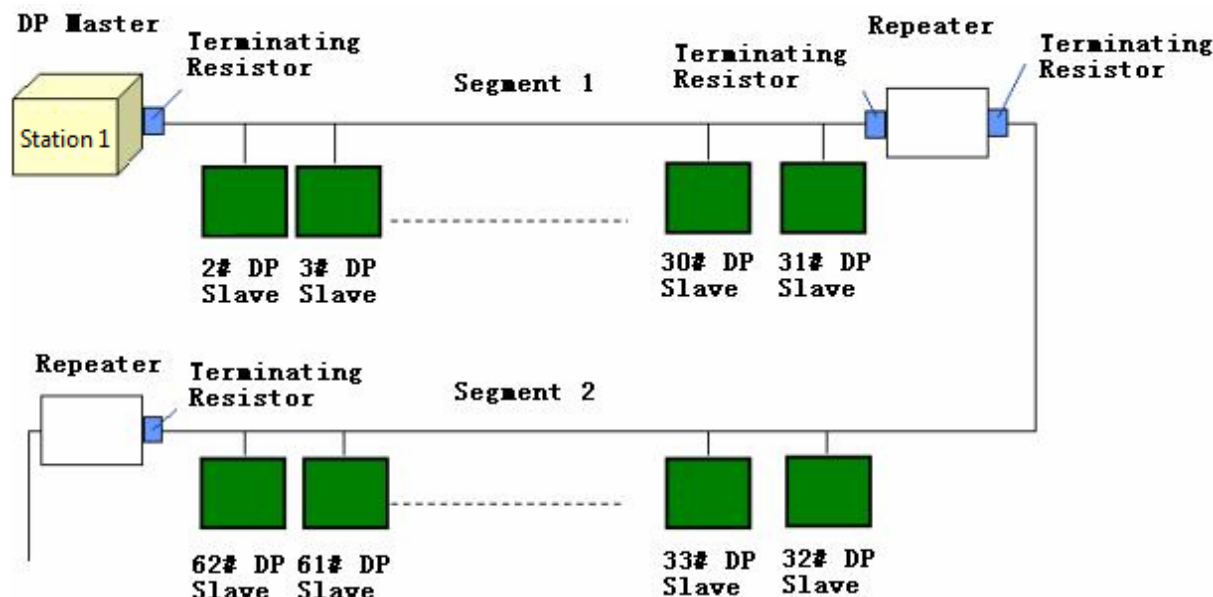 DP Master
Terminating
Resistor
Segment 1
Terminating
Resistor
Repeater
Terminating
Resistor
Station 1
2# DP
Slave
3# DP
Slave
30# DP
Slave
31# DP
Slave
Repeater
Terminating
Resistor
Segment 2
62# DP
Slave
61# DP
Slave
33# DP
Slave
32# DP
Slave